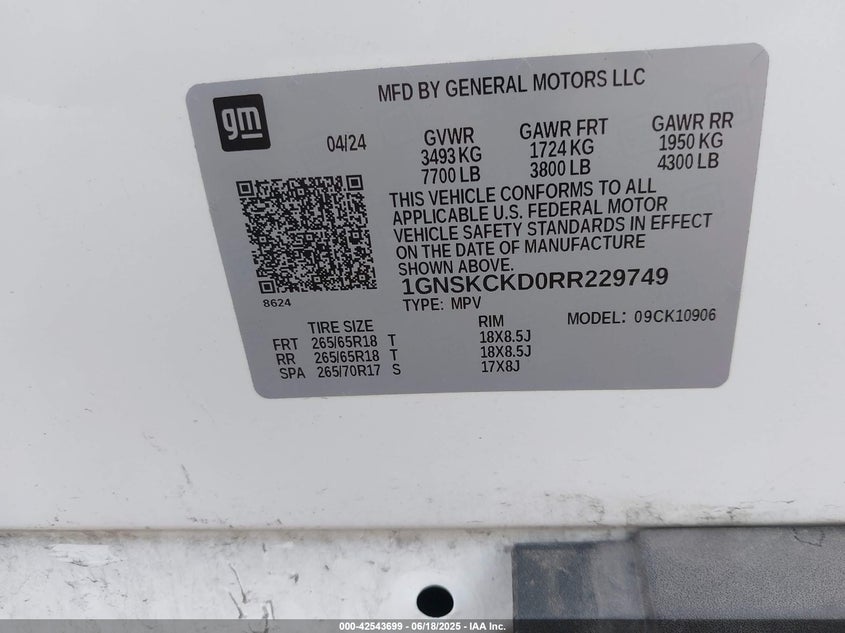 MFD BY GENERAL MOTORS LLC
gm
04/24
GVWR
3493 KG
7700 LB
GAWR FRT
1724 KG
3800 LB
GAWR RR
1950 KG
4300 LB
THIS VEHICLE CONFORMS TO ALL
APPLICABLE U.S. FEDERAL MOTOR
VEHICLE SAFETY STANDARDS IN EFFECT
ON THE DATE OF MANUFACTURE
SHOWN ABOVE.
1GNSKCKD0RR229749
8624
TYPE: MPV
MODEL: 09CK10906
TIRE SIZE RIM
FRT 265/65R18 T 18X8.5J
RR 265/65R18 T 18X8.5J
SPA 265/70R17 S 17X8J
000-42543699 - 06/18/2025 - IAA Inc.